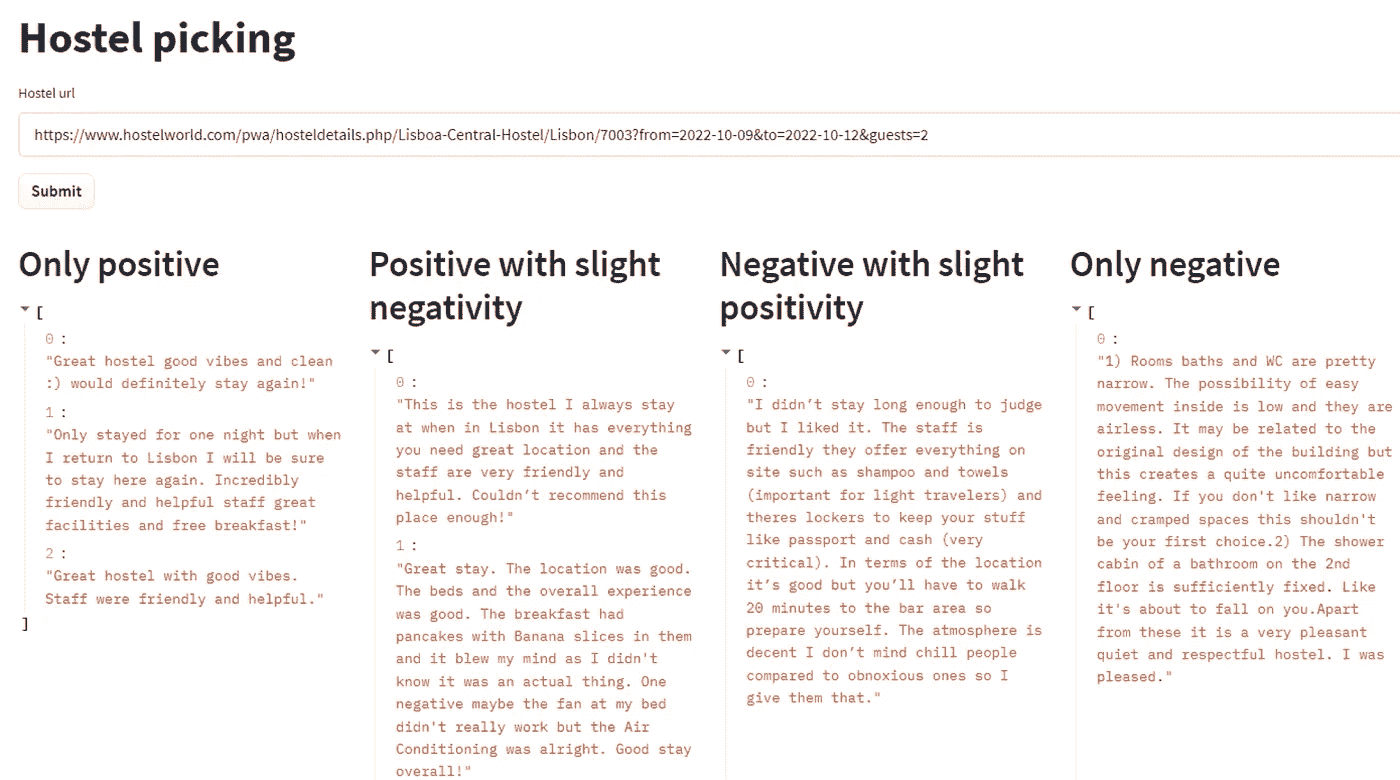 Hostel picking
Hostel url
https://www.hostelworld.com/pwa/hosteldetails.php/Lisboa-Central-Hostel/Lisbon/7003?from=2022-10-09&to=2022-10-12&guests=2
Submit
Only positive
[
0 :
"Great hostel good vibes and clean
:) would definitely stay again!"
1 :
"Only stayed for one night but when
I return to Lisbon I will be sure
to stay here again. Incredibly
friendly and helpful staff great
facilities and free breakfast!"
2 :
"Great hostel with good vibes.
Staff were friendly and helpful."
]
Positive with slight
negativity
[
0 :
"This is the hostel I always stay
at when in Lisbon it has everything
you need great location and the
staff are very friendly and
helpful. Couldn’t recommend this
place enough!"
1 :
"Great stay. The location was good.
The beds and the overall experience
was good. The breakfast had
pancakes with Banana slices in them
and it blew my mind as I didn't
know it was an actual thing. One
negative maybe the fan at my bed
didn't really work but the Air
Conditioning was alright. Good stay
overall!"
Negative with slight
positivity
[
0 :
"I didn’t stay long enough to judge
but I liked it. The staff is
friendly they offer everything on
site such as shampoo and towels
(important for light travelers) and
theres lockers to keep your stuff
like passport and cash (very
critical). In terms of the location
it’s good but you’ll have to walk
20 minutes to the bar area so
prepare yourself. The atmosphere is
decent I don’t mind chill people
compared to obnoxious ones so I
give them that."
Only negative
[
0 :
"1) Rooms baths and WC are pretty
narrow. The possibility of easy
movement inside is low and they are
airless. It may be related to the
original design of the building but
this creates a quite uncomfortable
feeling. If you don't like narrow
and cramped spaces this shouldn't
be your first choice.2) The shower
cabin of a bathroom on the 2nd
floor is sufficiently fixed. Like
it's about to fall on you.Apart
from these it is a very pleasant
quiet and respectful hostel. I was
pleased."